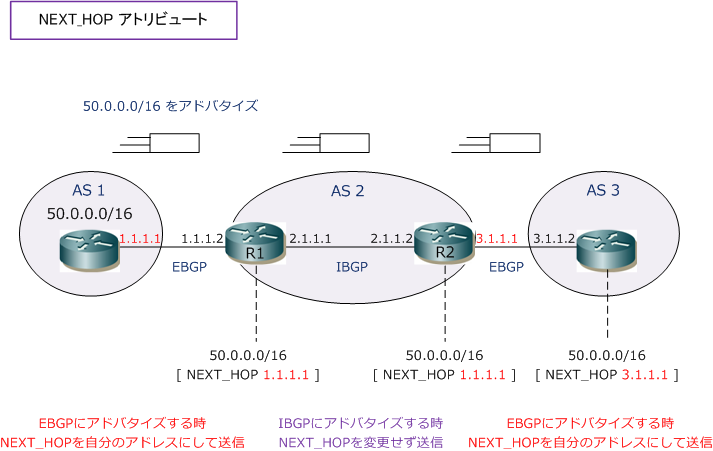 NEXT_HOP アトリビュート
50.0.0.0/16 をアドバタイズ
AS 1
AS 2
AS 3
50.0.0.0/16
1.1.1.1
1.1.1.2
2.1.1.1
2.1.1.2
3.1.1.1
3.1.1.2
R1
R2
EBGP
IBGP
EBGP
50.0.0.0/16
[ NEXT_HOP 1.1.1.1 ]
50.0.0.0/16
[ NEXT_HOP 1.1.1.1 ]
50.0.0.0/16
[ NEXT_HOP 3.1.1.1 ]
EBGPにアドバタイズする時
NEXT_HOPを自分のアドレスにして送信
IBGPにアドバタイズする時
NEXT_HOPを変更せず送信
EBGPにアドバタイズする時
NEXT_HOPを自分のアドレスにして送信